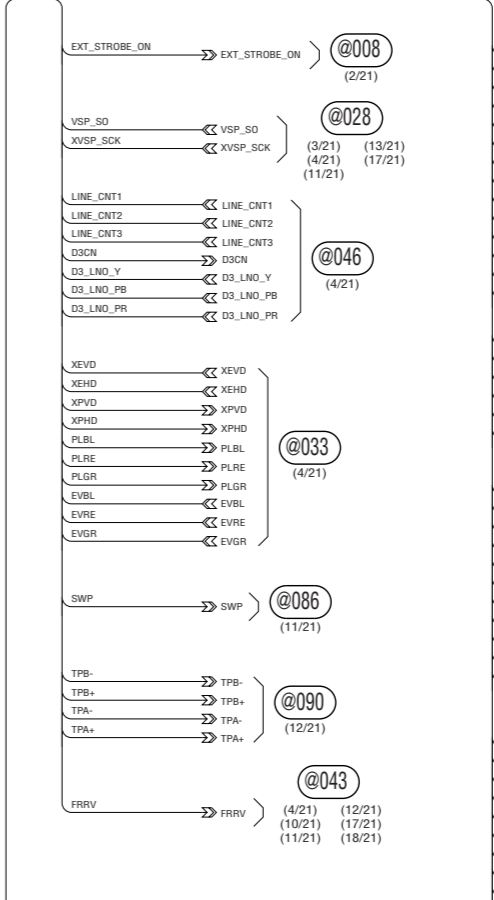 EXT_STROBE_ON EXT_STROBE_ON @008
(2/21)
@028
VSP_SO VSP_SO
XVSP_SCK XVSP_SCK
(3/21) (13/21)
(4/21) (17/21)
(11/21)
LINE_CNT1 LINE_CNT1
LINE_CNT2 LINE_CNT2
LINE_CNT3 LINE_CNT3
D3CN D3CN
D3_LNO_Y D3_LNO_Y
D3_LNO_PB D3_LNO_PB
D3_LNO_PR D3_LNO_PR
@046
(4/21)
XEVD XEVD
XEHD XEHD
XPVD XPVD
XPHD XPHD
PLBL PLBL
PLRE PLRE
PLGR PLGR
EVBL EVBL
EVRE EVRE
EVGR EVGR
@033
(4/21)
SWP SWP @086
(11/21)
TPB- TPB-
TPB+ TPB+
TPA- TPA-
TPA+ TPA+
@090
(12/21)
@043
FRRV FRRV
(4/21) (12/21)
(10/21) (17/21)
(11/21) (18/21)